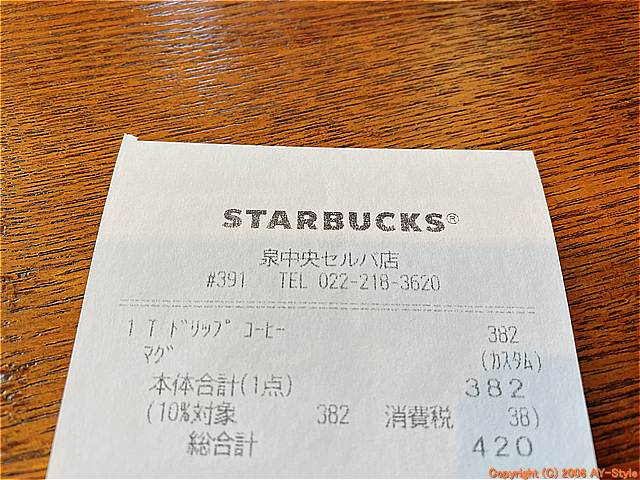 STARBUCKS®
泉中央セルバ店
#391 TEL 022-218-3620
1 T ﾄﾞﾘｯﾌﾟ ｺｰﾋｰ 382
ﾏｸﾞ (ｶｽﾀﾑ)
本体合計(1点) 382
(10%対象 382 消費税 38)
総合計 420
Copyright (C) 2006 AY-Style